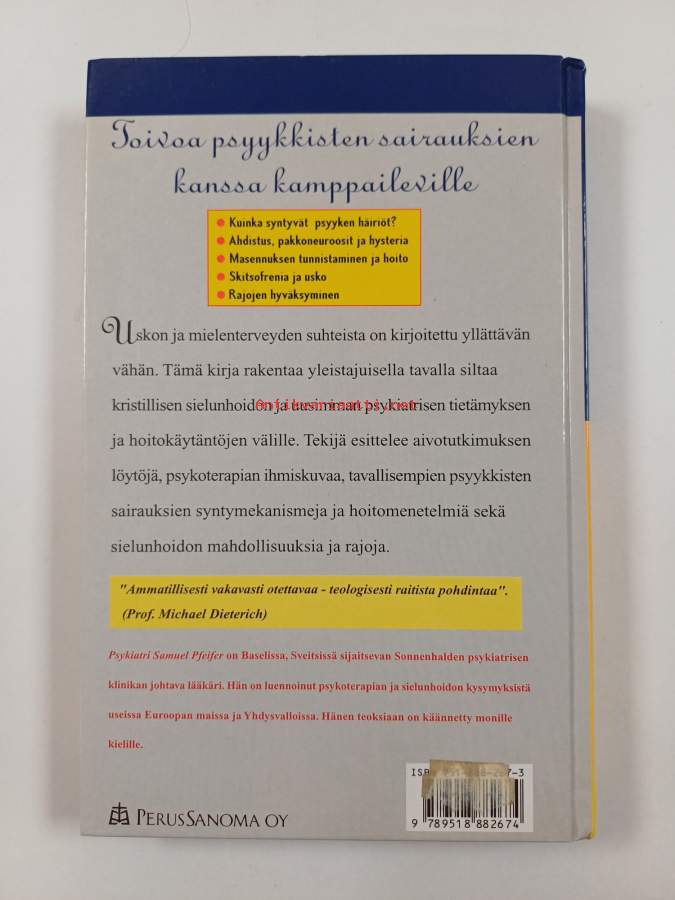 Toivoa psyykkisten sairauksien
kanssa kamppaileville
Kuinka syntyvät psyyken häiriöt?
Ahdistus, pakkoneuroosit ja hysteria
Masennuksen tunnistaminen ja hoito
Skitsofrenia ja usko
Rajojen hyväksyminen
Uskon ja mielenterveyden suhteista on kirjoitettu yllättävän
vähän. Tämä kirja rakentaa yleistajuisella tavalla siltaa
kristillisen sielunhoidon ja uusimman psykiatrisen tietämyksen
Antikvariaatti.net
ja hoitokäytäntöjen välille. Tekijä esittelee aivotutkimuksen
löytöjä, psykoterapian ihmiskuvaa, tavallisempien psyykkisten
sairauksien syntymekanismeja ja hoitomenetelmiä sekä
sielunhoidon mahdollisuuksia ja rajoja.
"Ammatillisesti vakavasti otettavaa - teologisesti raitista pohdintaa".
(Prof. Michael Dieterich)
Psykiatri Samuel Pfeifer on Baselissa, Sveitsissä sijaitsevan Sonnenhalden psykiatrisen
klinikan johtava lääkäri. Hän on luennoinut psykoterapian ja sielunhoidon kysymyksistä
useissa Euroopan maissa ja Yhdysvalloissa. Hänen teoksiaan on käännetty monille
kielille.
PERUSSANOMA OY
9 789518 882674